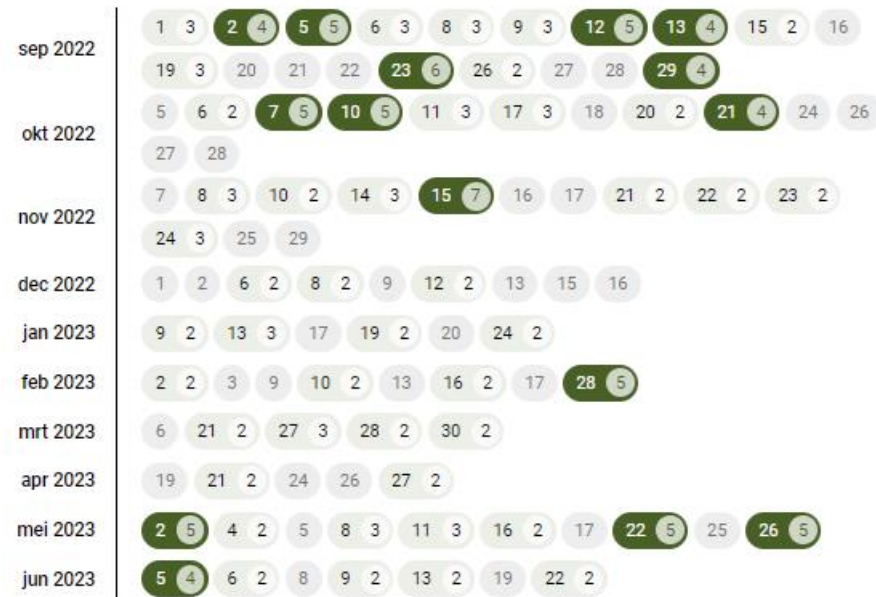 sep 2022
1 3 2 4 5 5 6 3 8 3 9 3 12 5 13 4 15 2 16
19 3 20 21 22 23 6 26 2 27 28 29 4
okt 2022
5 6 2 7 5 10 5 11 3 17 3 18 20 2 21 4 24 26
27 28
nov 2022
7 8 3 10 2 14 3 15 7 16 17 21 2 22 2 23 2
24 3 25 29
dec 2022 1 2 6 2 8 2 9 12 2 13 15 16
jan 2023 9 2 13 3 17 19 2 20 24 2
feb 2023 2 2 3 9 10 2 13 16 2 17 28 5
mrt 2023 6 21 2 27 3 28 2 30 2
apr 2023 19 21 2 24 26 27 2
mei 2023 2 5 4 2 5 8 3 11 3 16 2 17 22 5 25 26 5
jun 2023 5 4 6 2 8 9 2 13 2 19 22 2